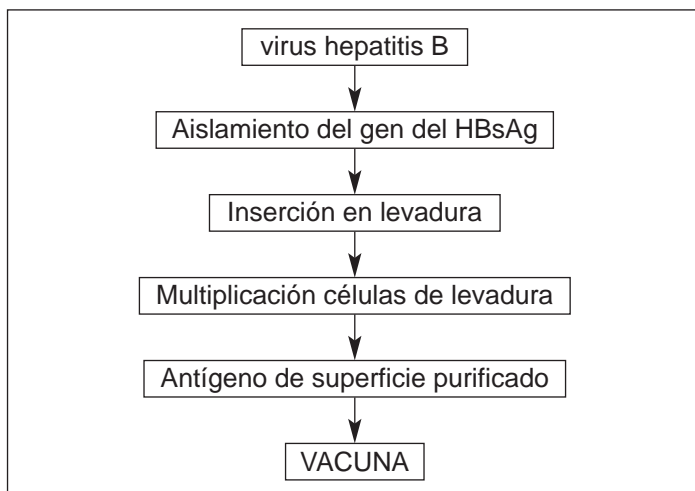 virus hepatitis B
Aislamiento del gen del HBsAg
Inserción en levadura
Multiplicación células de levadura
Antígeno de superficie purificado
VACUNA